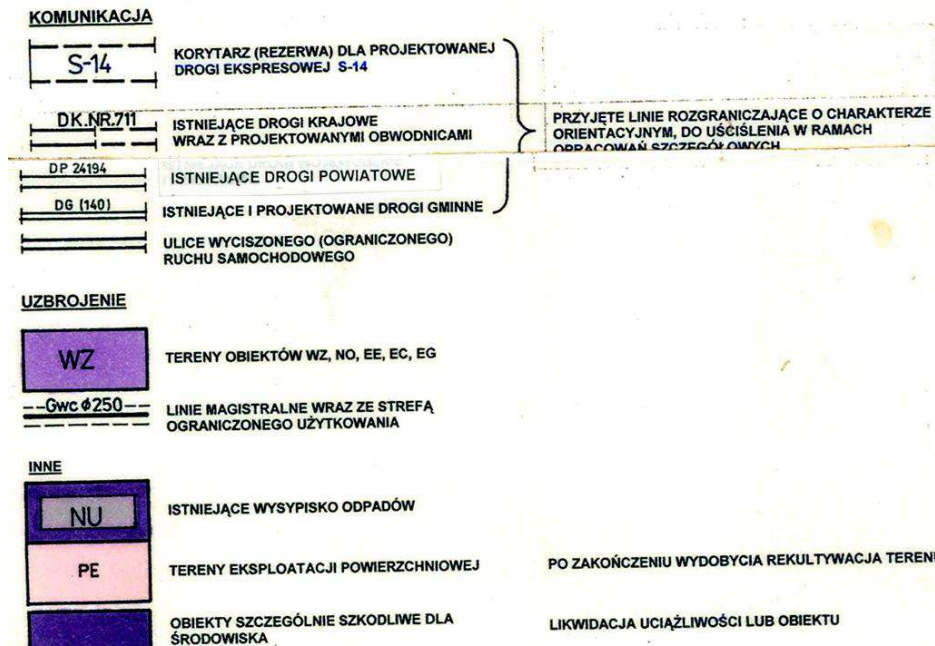 KOMUNIKACJA
S-14
KORYTARZ (REZERWA) DLA PROJEKTOWANEJ
DROGI EKSPRESOWEJ S-14
DK.NR.711
ISTNIEJĄCE DROGI KRAJOWE
WRAZ Z PROJEKTOWANYMI OBWODNICAMI
PRZYJĘTE LINIE ROZGRANICZAJĄCE O CHARAKTERZE
ORIENTACYJNYM, DO UŚCIŚLENIA W RAMACH
OPRACOWAŃ SZCZEGÓŁOWYCH
DP 24194
ISTNIEJĄCE DROGI POWIATOWE
DG (140)
ISTNIEJĄCE I PROJEKTOWANE DROGI GMINNE
ULICE WYCISZONEGO (OGRANICZONEGO)
RUCHU SAMOCHODOWEGO
UZBROJENIE
WZ
TERENY OBIEKTÓW WZ, NO, EE, EC, EG
Gwc ø250
LINIE MAGISTRALNE WRAZ ZE STREFĄ
OGRANICZONEGO UŻYTKOWANIA
INNE
NU
ISTNIEJĄCE WYSYPISKO ODPADÓW
PE
TERENY EKSPLOATACJI POWIERZCHNIOWEJ
PO ZAKOŃCZENIU WYDOBYCIA REKULTYWACJA TERENU
OBIEKTY SZCZEGÓLNIE SZKODLIWE DLA
ŚRODOWISKA
LIKWIDACJA UCIĄŻLIWOŚCI LUB OBIEKTU